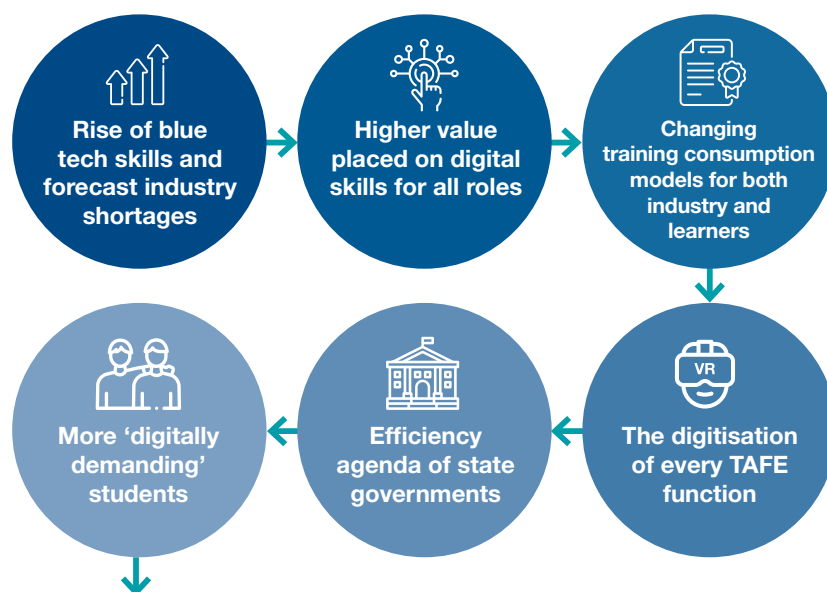 Rise of blue
tech skills and
forecast industry
shortages
Higher value
placed on digital
skills for all roles
Changing
training consumption
models for both
industry and
learners
VR
The digitisation
of every TAFE
function
Efficiency
agenda of state
governments
More ‘digitally
demanding’
students